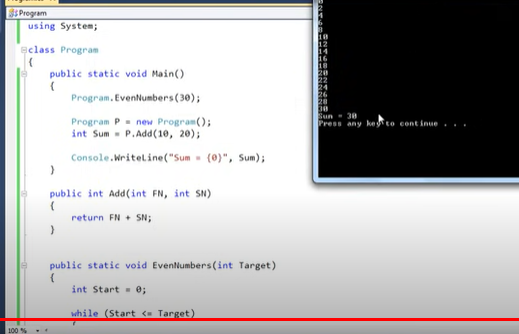 Program
using System;
class Program
{
public static void Main()
{
Program.EvenNumbers(30);
Program P = new Program();
int Sum = P.Add(10, 20);
Console.WriteLine("Sum = {0}", Sum);
}
public int Add(int FN, int SN)
{
return FN + SN;
}
public static void EvenNumbers(int Target)
{
int Start = 0;
while (Start <= Target)
100 %
2
4
6
8
10
12
14
16
18
20
22
24
26
28
30
Sum = 30
Press any key to continue . . .